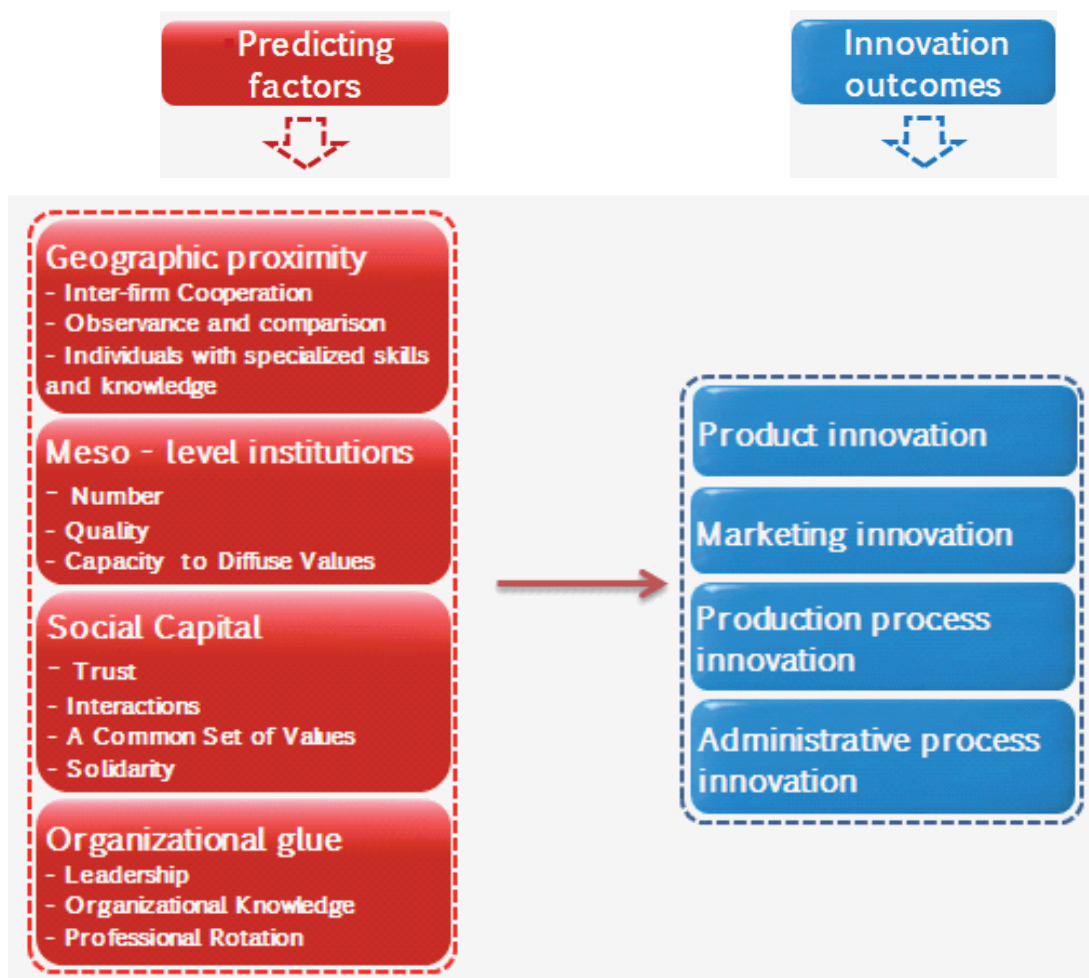 Predicting
factors
Innovation
outcomes
Geographic proximity
- Inter-firm Cooperation
- Observance and comparison
- Individuals with specialized skills
and knowledge
Meso - level institutions
- Number
- Quality
- Capacity to Diffuse Values
Social Capital
- Trust
- Interactions
- A Common Set of Values
- Solidarity
Organizational glue
- Leadership
- Organizational Knowledge
- Professional Rotation
Product innovation
Marketing innovation
Production process
innovation
Administrative process
innovation